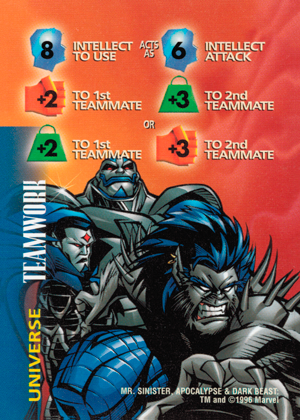 8 INTELLECT TO USE ACTS AS 6 INTELLECT ATTACK
+2 TO 1st TEAMMATE +3 TO 2nd TEAMMATE
OR
+2 TO 1st TEAMMATE +3 TO 2nd TEAMMATE
UNIVERSE
TEAMWORK
MR. SINISTER, APOCALYPSE & DARK BEAST:
TM and ©1996 Marvel